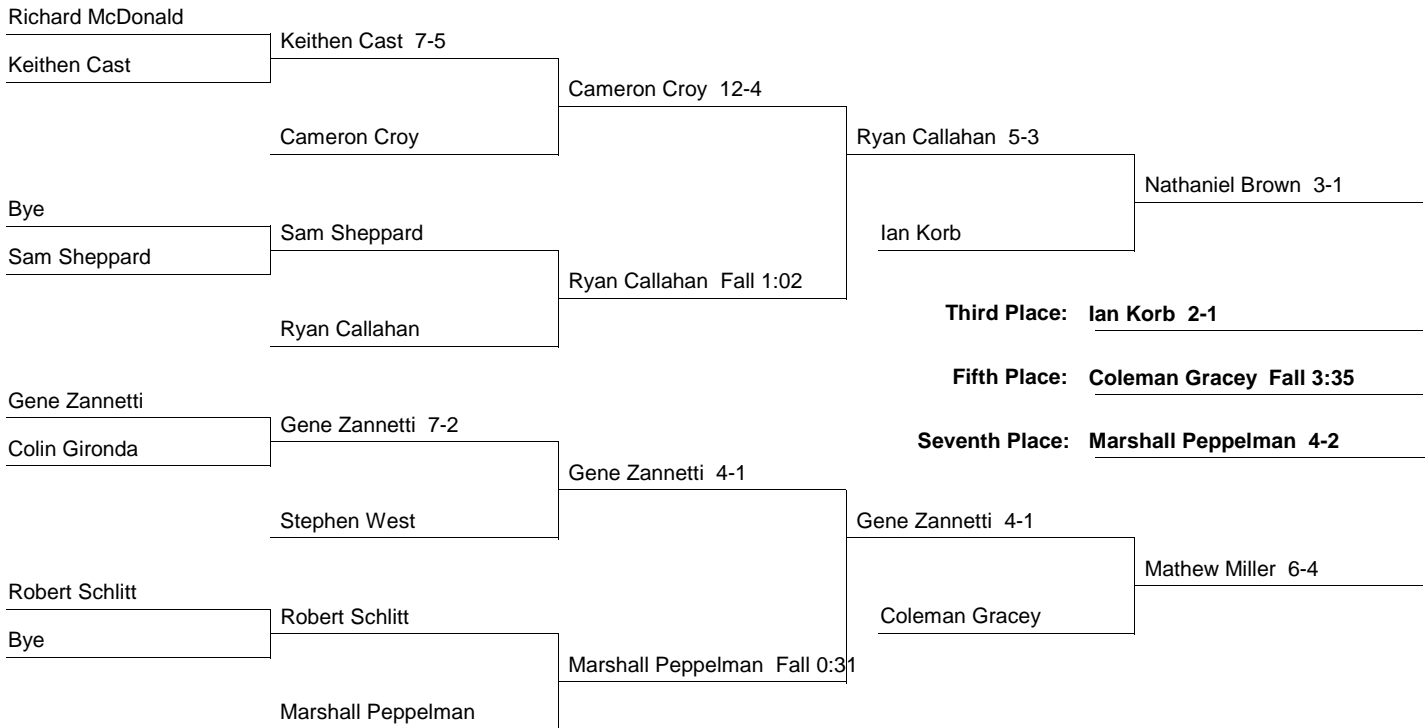 Richard McDonald
Keithen Cast 7-5
Keithen Cast
Cameron Croy 12-4
Cameron Croy
Ryan Callahan 5-3
Nathaniel Brown 3-1
Bye
Sam Sheppard
Ian Korb
Sam Sheppard
Ryan Callahan Fall 1:02
Third Place: Ian Korb 2-1
Ryan Callahan
Fifth Place: Coleman Gracey Fall 3:35
Gene Zannetti
Gene Zannetti 7-2
Colin Gironda
Seventh Place: Marshall Peppelman 4-2
Gene Zannetti 4-1
Stephen West
Gene Zannetti 4-1
Mathew Miller 6-4
Robert Schlitt
Robert Schlitt
Coleman Gracey
Bye
Marshall Peppelman Fall 0:31
Marshall Peppelman